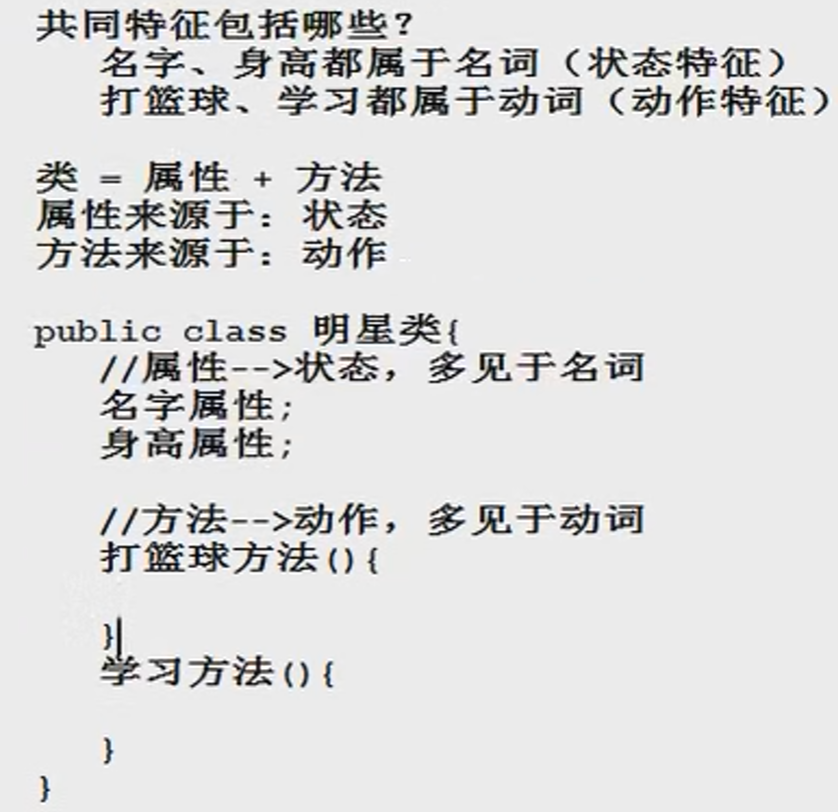 共同特征包括哪些？
名字、身高都属于名词（状态特征）
打篮球、学习都属于动词（动作特征）
类 = 属性 + 方法
属性来源于：状态
方法来源于：动作
public class 明星类{
//属性-->状态，多见于名词
名字属性;
身高属性;
//方法-->动作，多见于动词
打篮球方法(){
}
学习方法(){
}
}